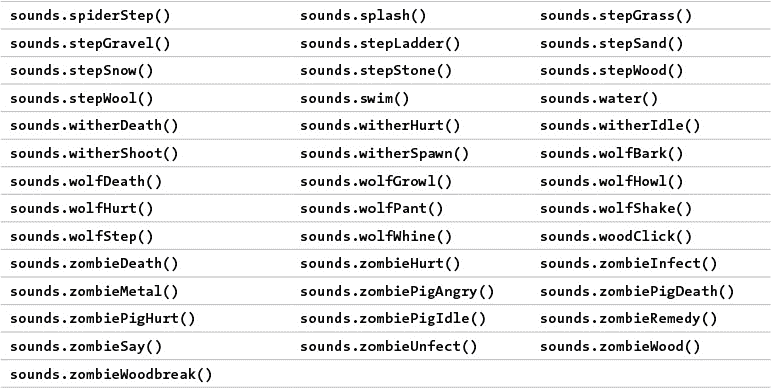 sounds.spiderStep() sounds.splash() sounds.stepGrass()
sounds.stepGravel() sounds.stepLadder() sounds.stepSand()
sounds.stepSnow() sounds.stepStone() sounds.stepWood()
sounds.stepWool() sounds.swim() sounds.water()
sounds.witherDeath() sounds.witherHurt() sounds.witherIdle()
sounds.witherShoot() sounds.witherSpawn() sounds.wolfBark()
sounds.wolfDeath() sounds.wolfGrowl() sounds.wolfHowl()
sounds.wolfHurt() sounds.wolfPant() sounds.wolfShake()
sounds.wolfStep() sounds.wolfWhine() sounds.woodClick()
sounds.zombieDeath() sounds.zombieHurt() sounds.zombieInfect()
sounds.zombieMetal() sounds.zombiePigAngry() sounds.zombiePigDeath()
sounds.zombiePigHurt() sounds.zombiePigIdle() sounds.zombieRemedy()
sounds.zombieSay() sounds.zombieUnfect() sounds.zombieWood()
sounds.zombieWoodbreak()